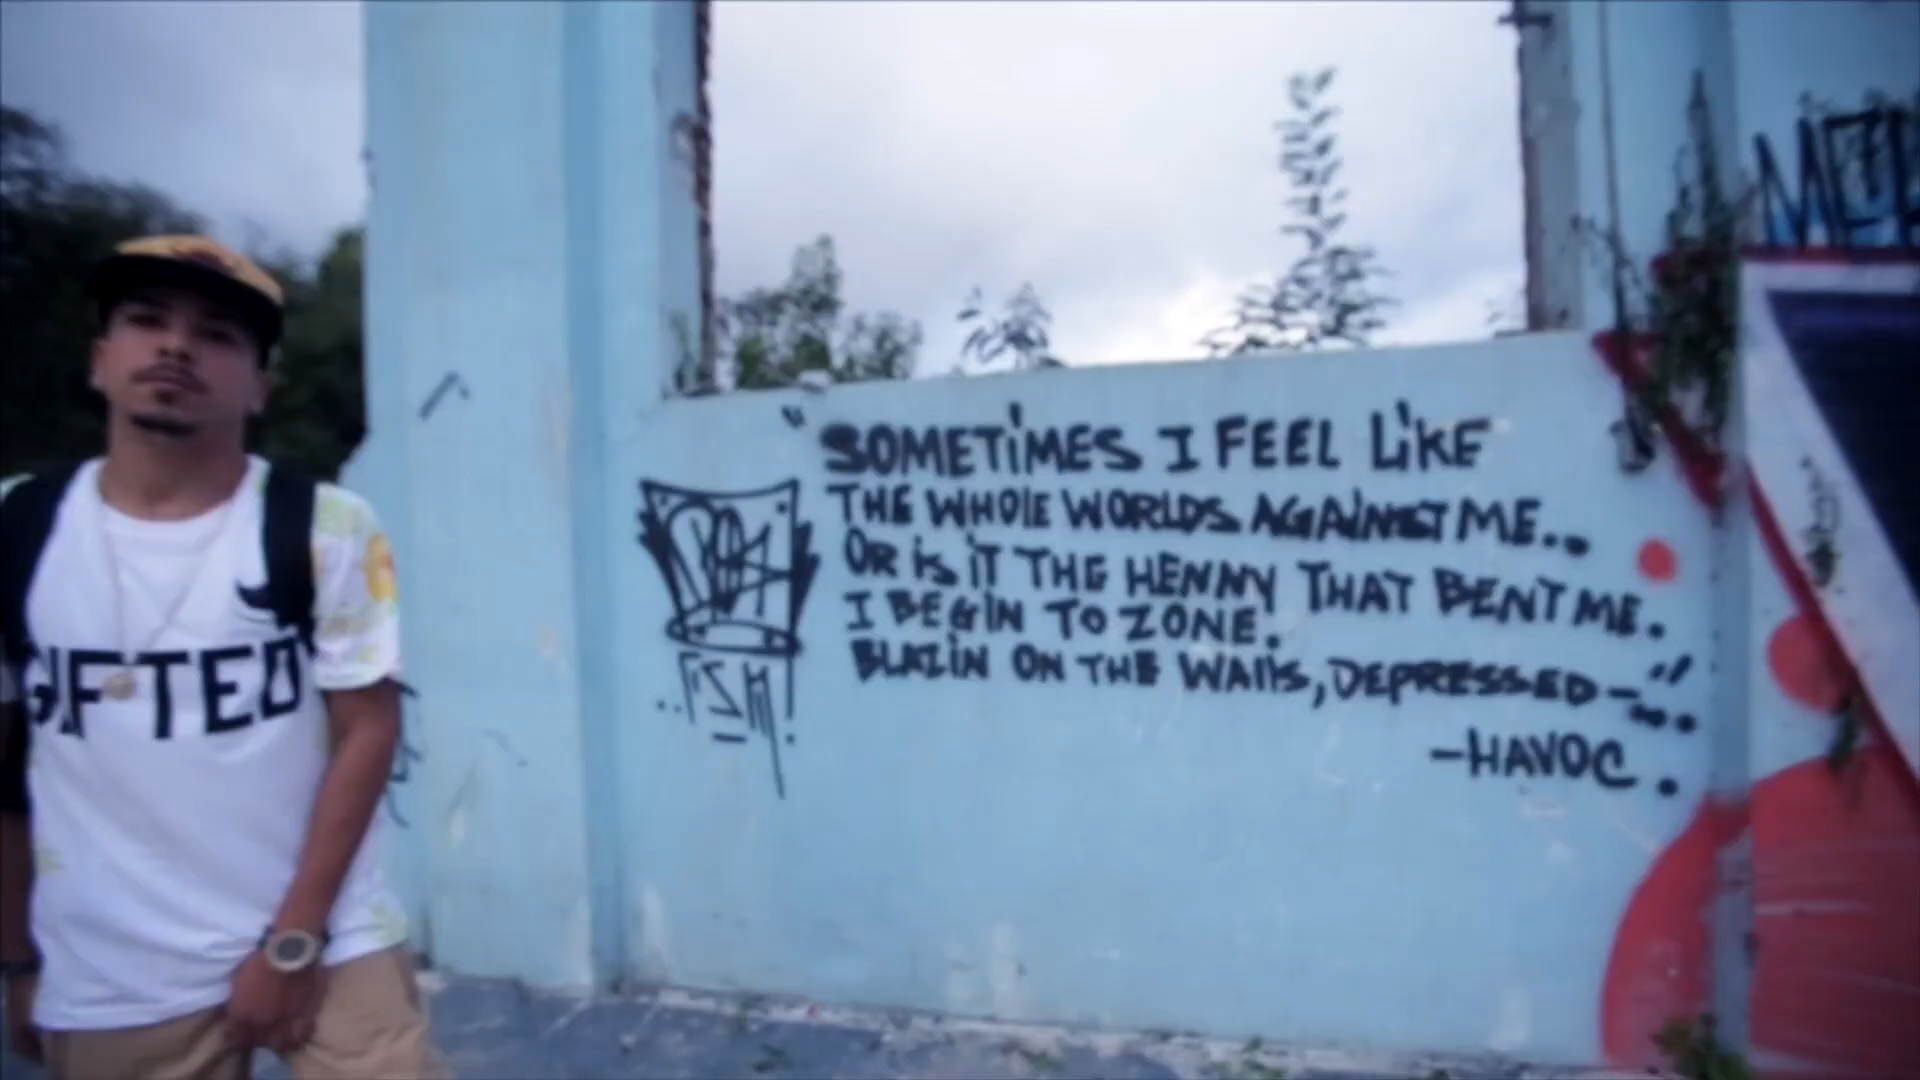 GIFTED
"SOMETIMES I FEEL LIKE
THE WHOLE WORLDS AGAINST ME..
OR IS IT THE HENNY THAT BENT ME.
I BEGIN TO ZONE.
BLAZIN ON THE WALLS, DEPRESSED-..."
-HAVOC.